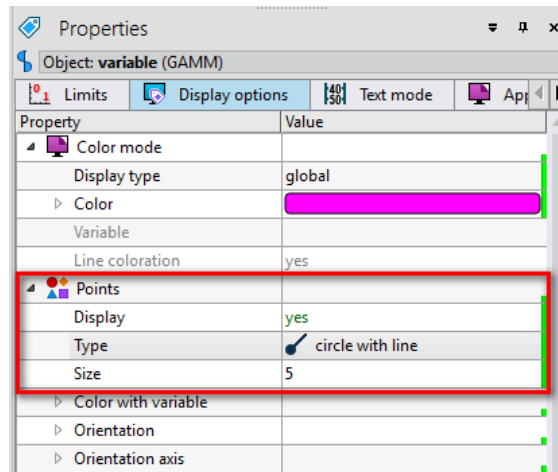 Properties
Object: variable (GAMM)
Limits Display options Text mode
Property Value
Color mode
Display type global
Color
Variable
Line coloration yes
Points
Display yes
Type circle with line
Size 5
Color with variable
Orientation
Orientation axis